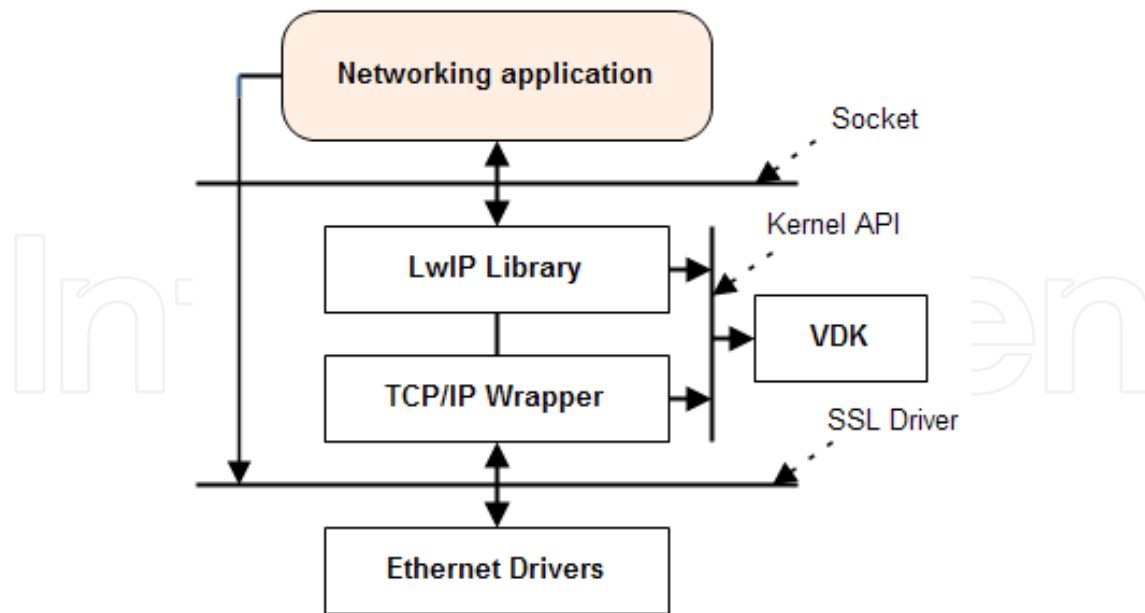 Networking application
Socket
Kernel API
LwIP Library
VDK
TCP/IP Wrapper
SSL Driver
Ethernet Drivers